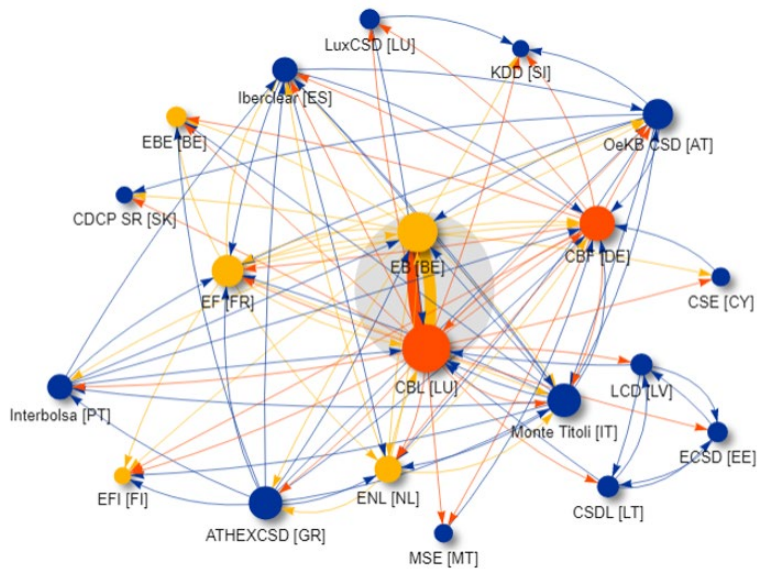 LuxCSD [LU]
KDD [SI]
Iberclear [ES]
EBE [BE]
OeKB CSD [AT]
CDCP SR [SK]
EB [BE]
CBF [DE]
EF [FR]
CSE [CY]
CBL [LU]
LCD [LV]
Interbolsa [PT]
Monte Titoli [IT]
ECSD [EE]
EFI [FI]
ENL [NL]
CSDL [LT]
ATHEXCSD [GR]
MSE [MT]